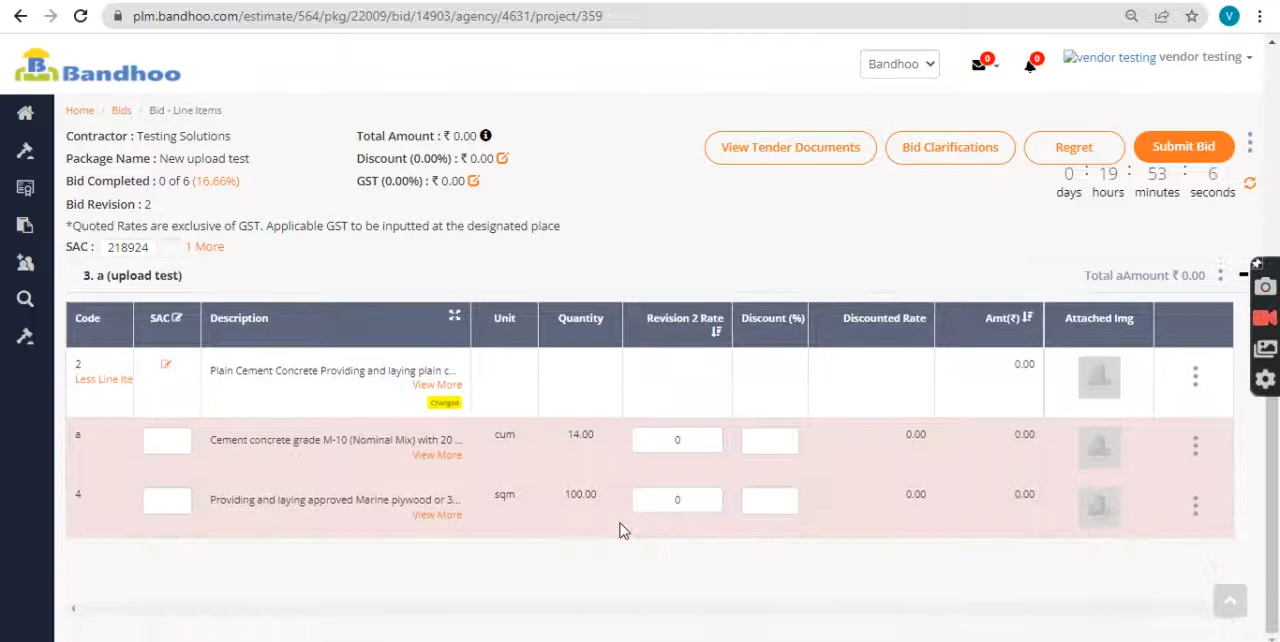 plm.bandhoo.com/estimate/564/pkg/22009/bid/14903/agency/4631/project/359
V
B Bandhoo
Bandhoo
0
0
vendor testing vendor testing
Home / Bids / Bid - Line Items
Contractor : Testing Solutions
Total Amount : ₹ 0.00
View Tender Documents
Bid Clarifications
Regret
Submit Bid
Package Name : New upload test
Discount (0.00%) : ₹ 0.00
Bid Completed : 0 of 6 (16.66%)
GST (0.00%) : ₹ 0.00
0 : 19 : 53 : 6
days hours minutes seconds
Bid Revision : 2
*Quoted Rates are exclusive of GST. Applicable GST to be inputted at the designated place
SAC : 218924 1 More
3. a (upload test)
Total aAmount ₹ 0.00
Code SAC Description Unit Quantity Revision 2 Rate Discount (%) Discounted Rate Amt(₹) Attached Img
2 Plain Cement Concrete Providing and laying plain c... 0.00
Less Line Ite
View More
Changed
a Cement concrete grade M-10 (Nominal Mix) with 20 ... cum 14.00 0 0.00 0.00
View More
4 Providing and laying approved Marine plywood or 3... sqm 100.00 0 0.00 0.00
View More